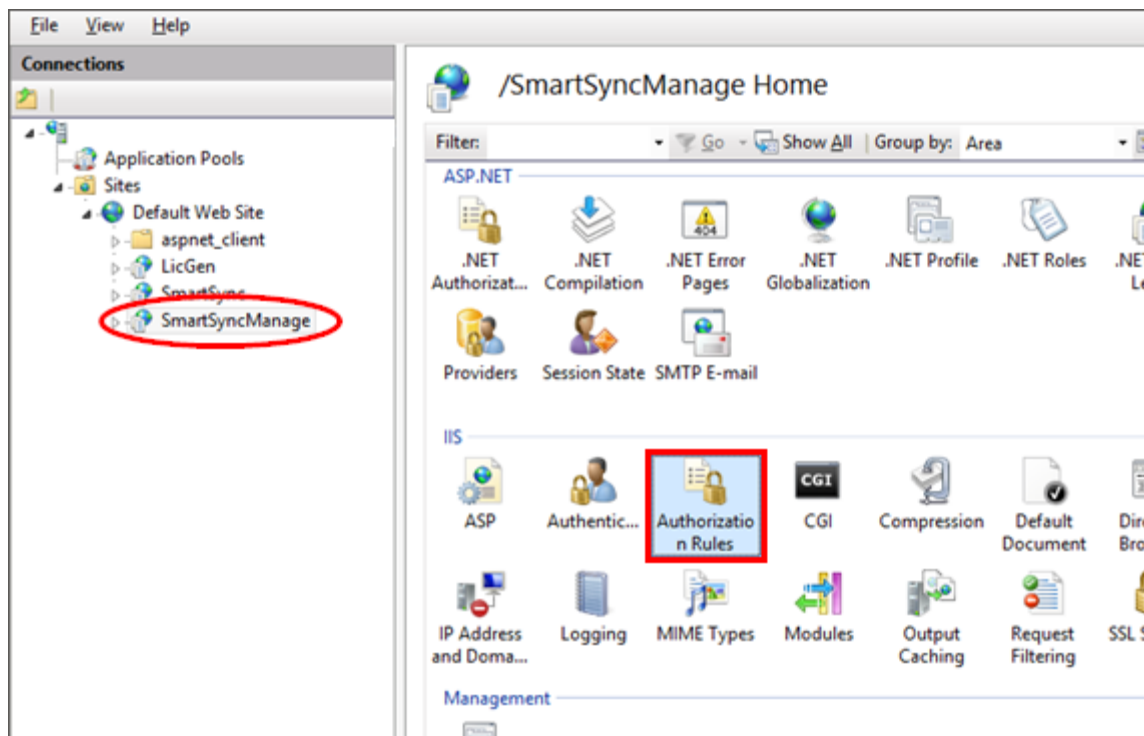 File View Help
Connections
Application Pools
Sites
Default Web Site
aspnet_client
LicGen
SmartSync
SmartSyncManage
/SmartSyncManage Home
Filter: Go Show All Group by: Area
ASP.NET
.NET Authorizat...
.NET Compilation
.NET Error Pages
404
.NET Globalization
.NET Profile
.NET Roles
Providers
Session State
SMTP E-mail
IIS
ASP
Authentic...
Authorizatio
n Rules
CGI
CGI
Compression
Default Document
IP Address and Doma...
Logging
MIME Types
Modules
Output Caching
Request Filtering
SSL
Management